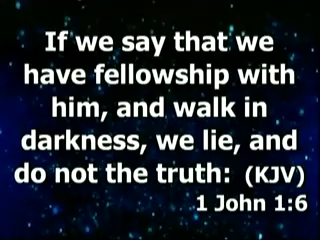 If we say that we
have fellowship with
him, and walk in
darkness, we lie, and
do not the truth: (KJV)
1 John 1:6